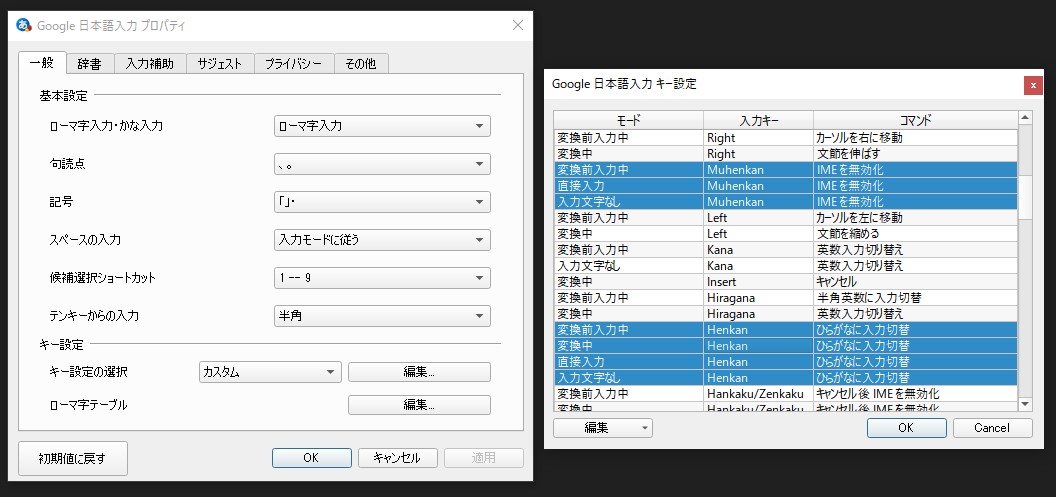 Google 日本語入力 プロパティ
一般 辞書 入力補助 サジェスト プライバシー その他
基本設定
ローマ字入力・かな入力 ローマ字入力
句読点 、。
記号 「」・
スペースの入力 入力モードに従う
候補選択ショートカット 1 -- 9
テンキーからの入力 半角
キー設定
キー設定の選択 カスタム 編集...
ローマ字テーブル 編集...
初期値に戻す OK キャンセル 適用
Google 日本語入力 キー設定
モード 入力キー コマンド
変換前入力中 Right カーソルを右に移動
変換中 Right 文節を伸ばす
変換前入力中 Muhenkan IMEを無効化
直接入力 Muhenkan IMEを無効化
入力文字なし Muhenkan IMEを無効化
変換前入力中 Left カーソルを左に移動
変換中 Left 文節を縮める
変換前入力中 Kana 英数入力切り替え
入力文字なし Kana 英数入力切り替え
変換中 Insert キャンセル
変換前入力中 Hiragana 半角英数に入力切替
変換中 Hiragana 英数入力切り替え
変換前入力中 Henkan ひらがなに入力切替
変換中 Henkan ひらがなに入力切替
直接入力 Henkan ひらがなに入力切替
入力文字なし Henkan ひらがなに入力切替
変換前入力中 Hankaku/Zenkaku キャンセル後 IMEを無効化
変換中 Hankaku/Zenkaku キャンセル後 IMEを無効化
編集 OK Cancel